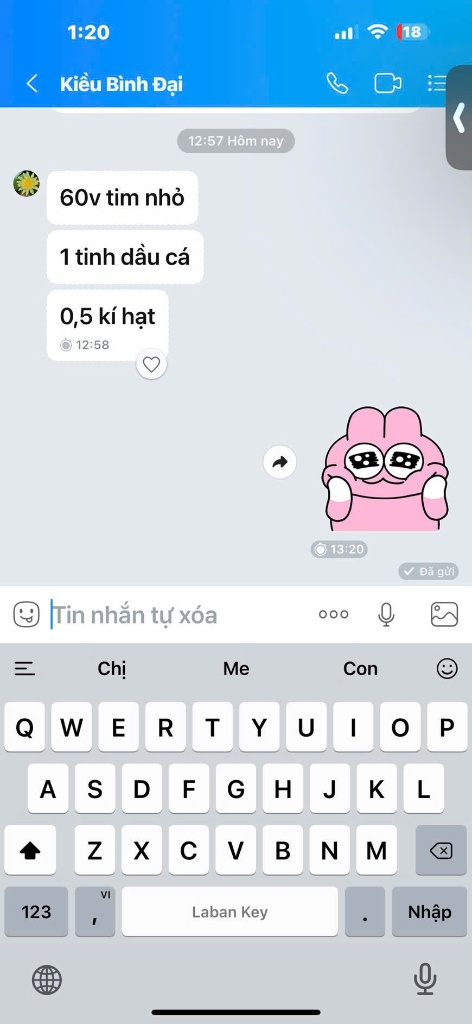 1:20
18
Kiều Bình Đại
12:57 Hôm nay
60v tim nhỏ
1 tinh dầu cá
0,5 kí hạt
12:58
13:20
Đã gửi
Tin nhắn tự xóa
Chị Me Con
Q W E R T Y U I O P
A S D F G H J K L
Z X C V B N M
123 , VI Laban Key . Nhập